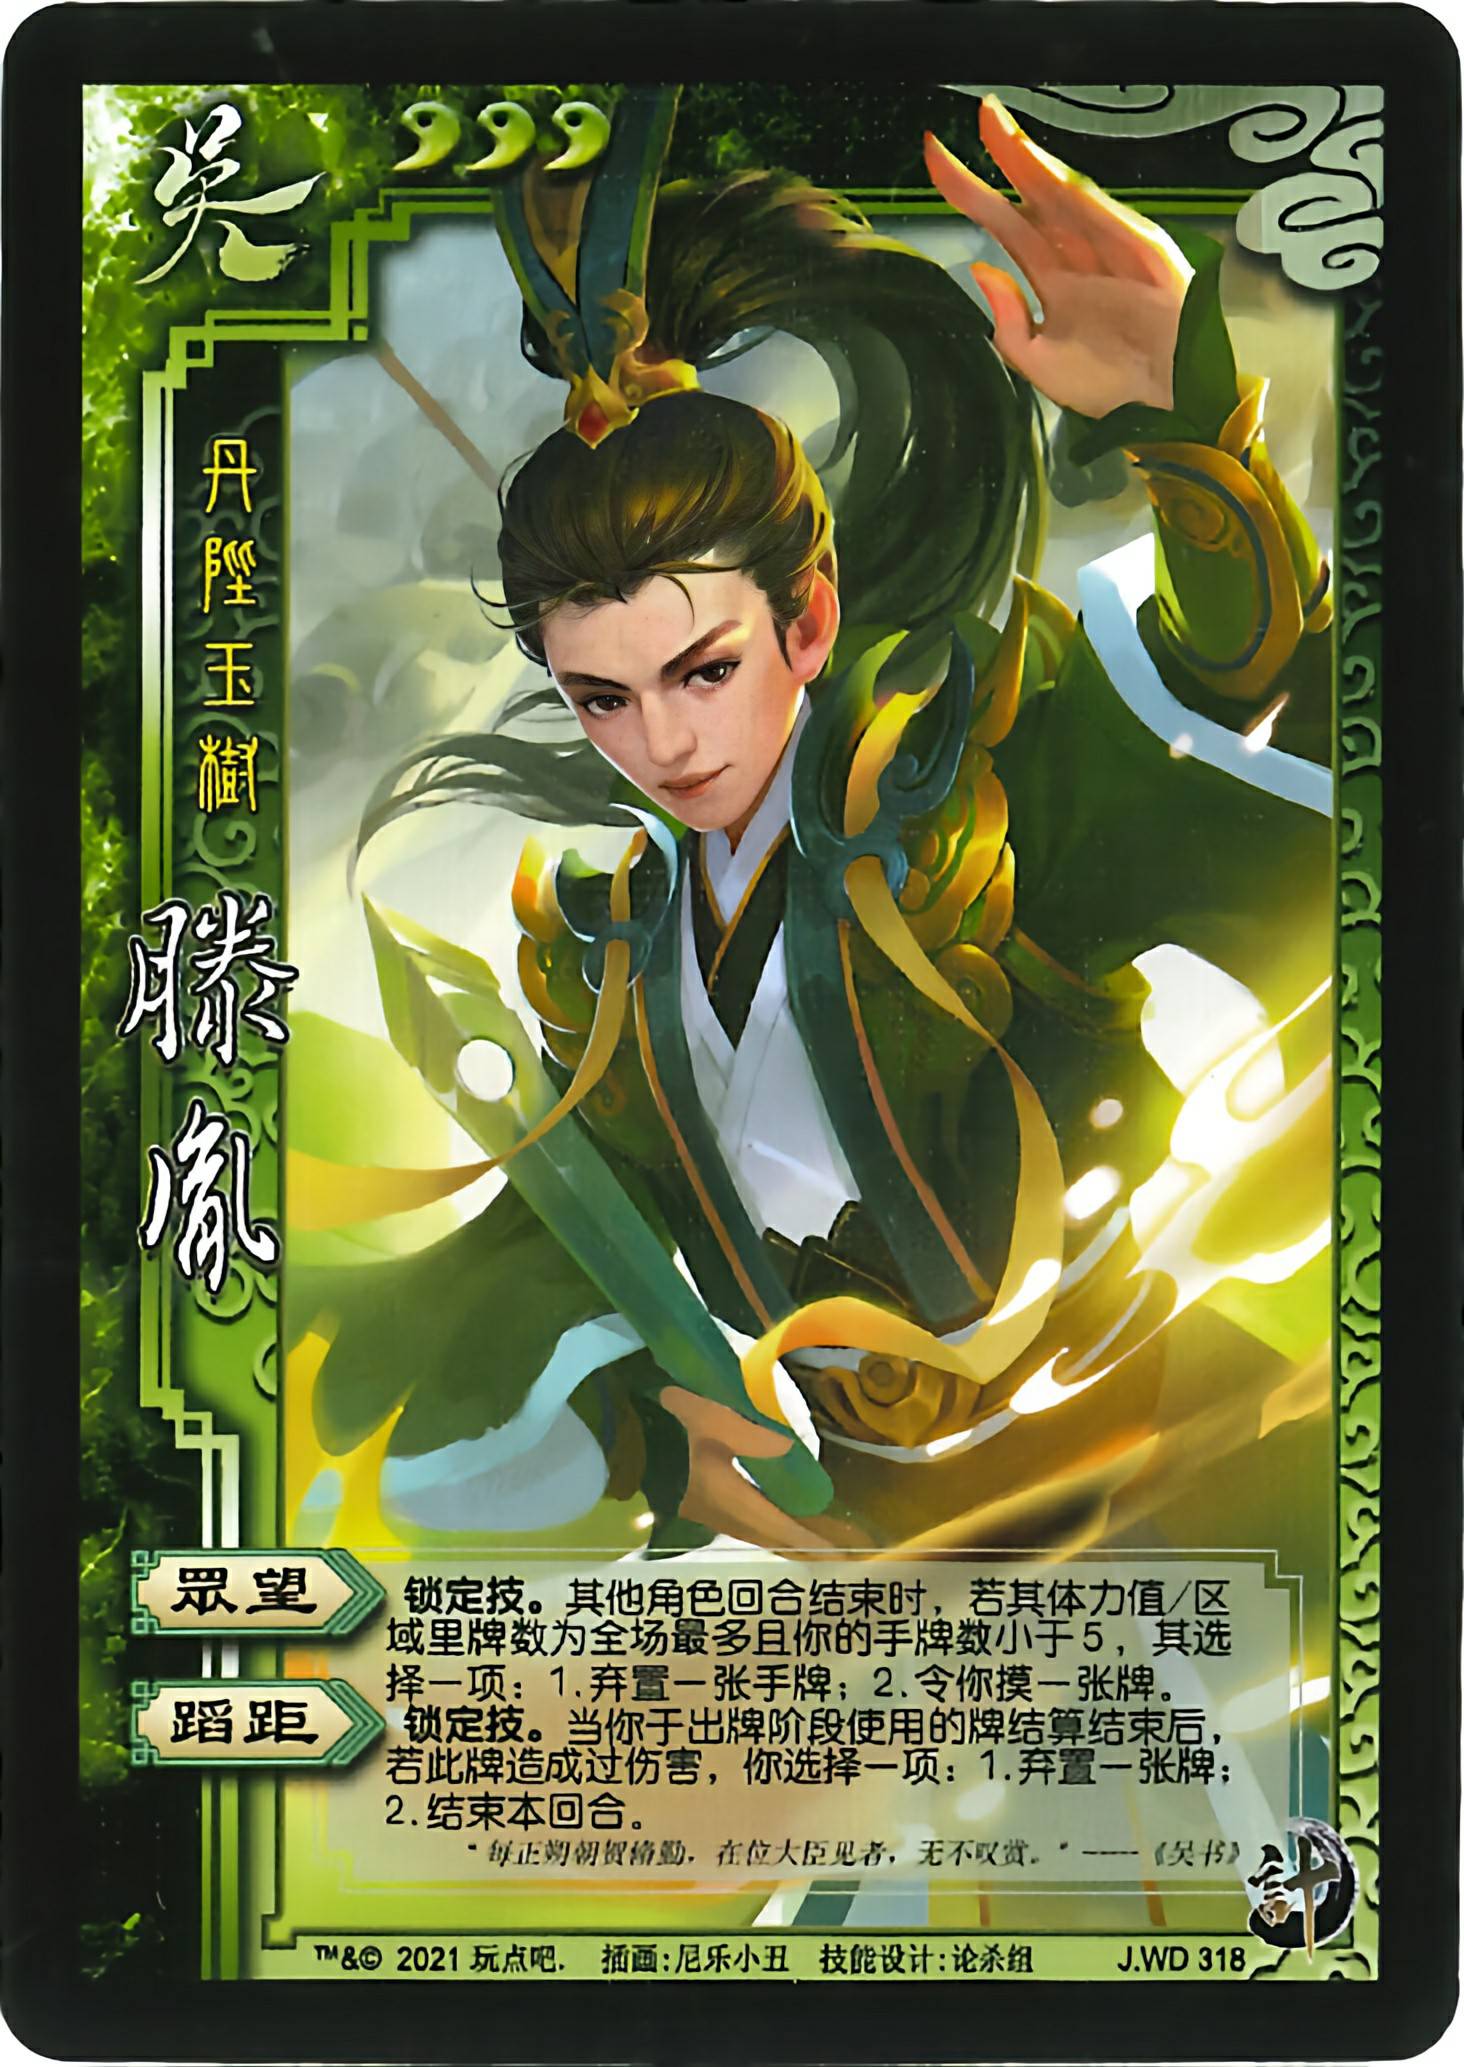 吴
丹陛玉樹
滕胤
眾望
锁定技。其他角色回合结束时，若其体力值/区
域里牌数为全场最多且你的手牌数小于5，其选
择一项：1.弃置一张手牌；2.令你摸一张牌。
蹈距
锁定技。当你于出牌阶段使用的牌结算结束后，
若此牌造成过伤害，你选择一项：1.弃置一张牌；
2.结束本回合。
“每正朔朝贺脩勤，在位大臣见者，无不叹赏。”——《吴书》
計
™&© 2021 玩点吧. 插画:尼乐小丑 技能设计:论杀组 J.WD 318